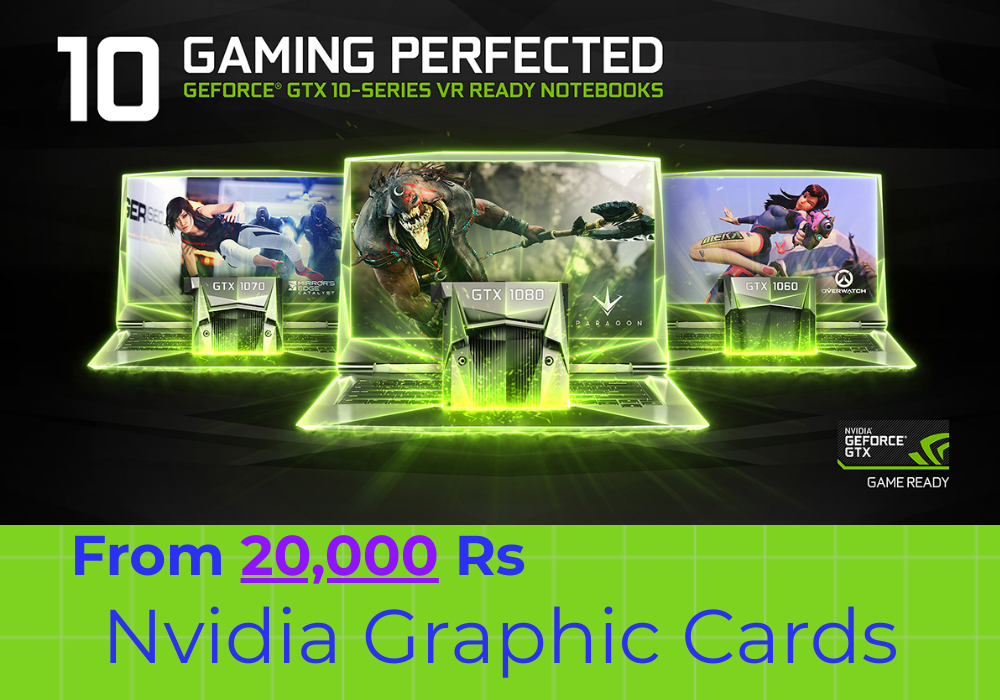 10 GAMING PERFECTED
GEFORCE® GTX 10-SERIES VR READY NOTEBOOKS
GTX 1070
MIRROR'S
EDGE
CATALYST
GTX 1080
PARAGON
GTX 1060
OVERWATCH
NVIDIA®
GEFORCE®
GTX
GAME READY
From 20,000 Rs
Nvidia Graphic Cards